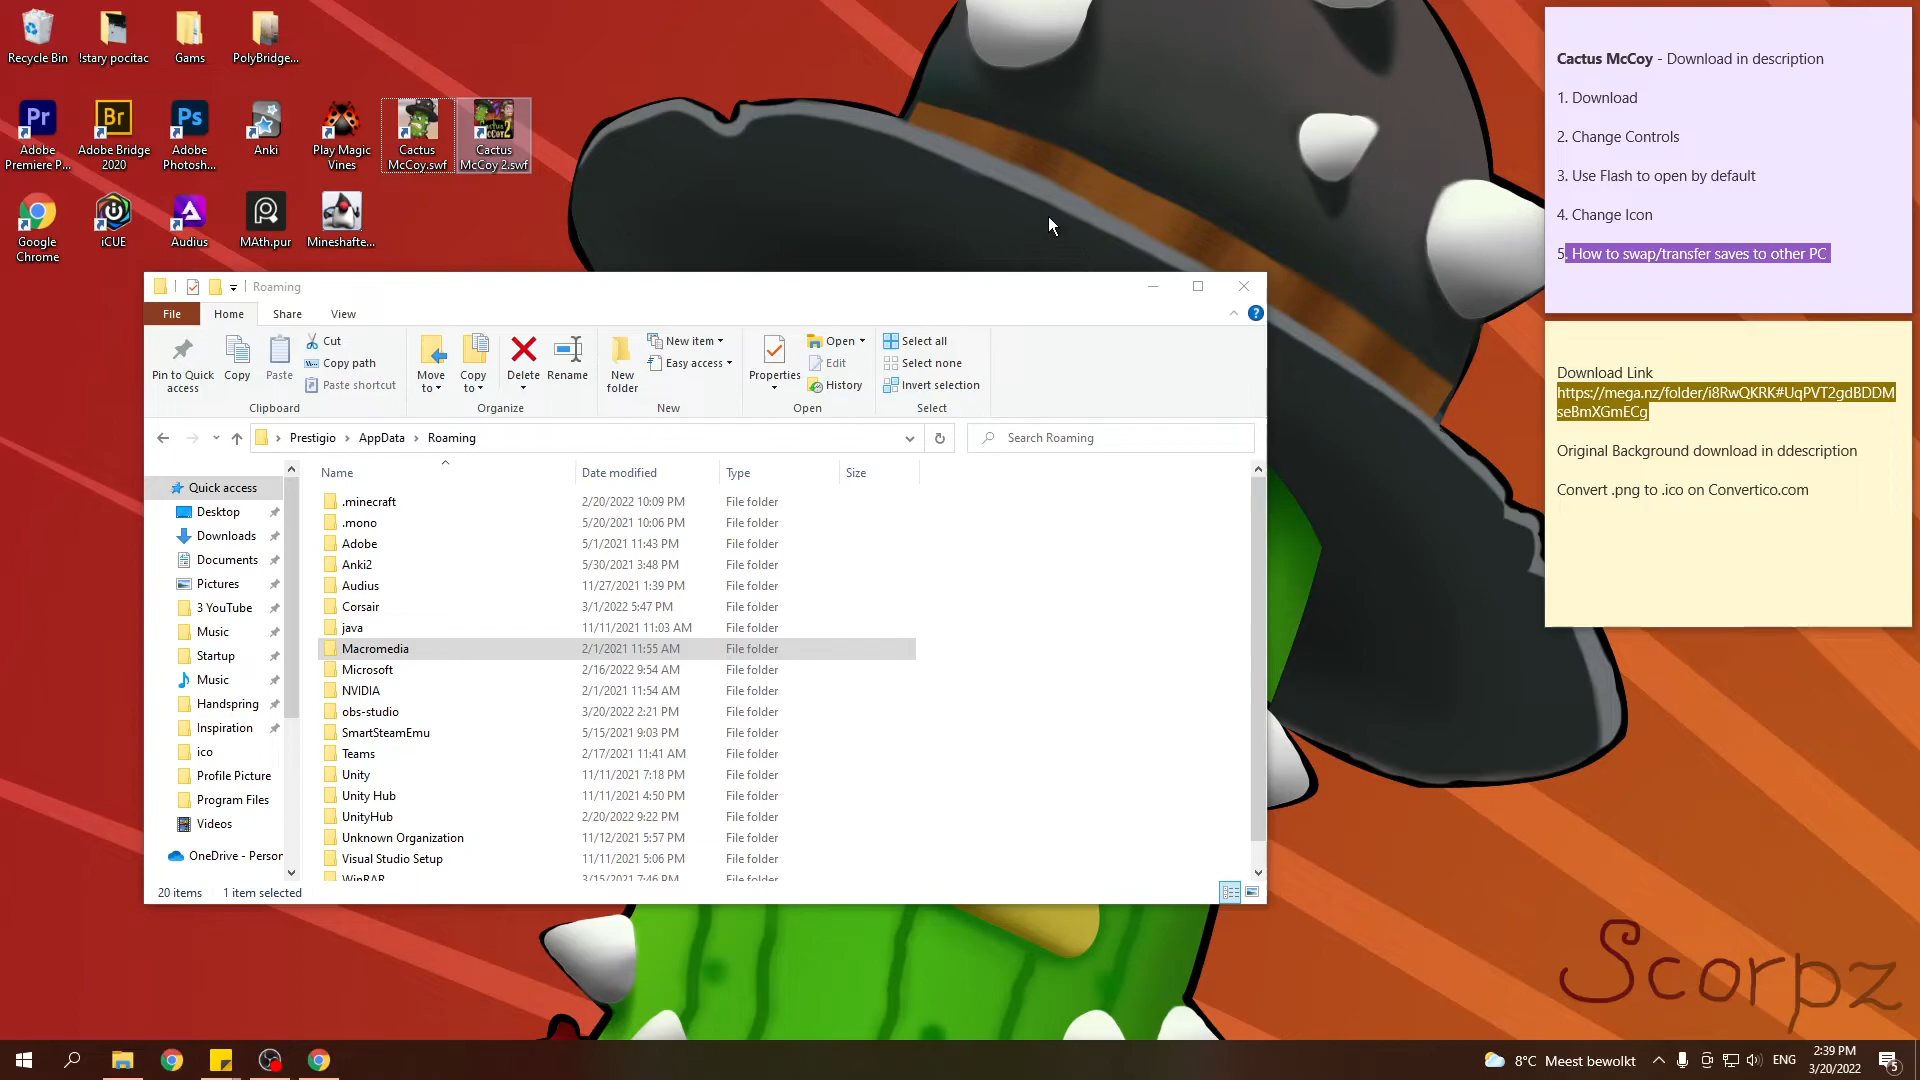 Recycle Bin
!stary pocitac
Gams
PolyBridge...
Pr
Br
Ps
Adobe
Premiere P...
Adobe Bridge
2020
Adobe
Photosh...
Anki
Play Magic
Vines
Cactus
McCoy.swf
Cactus
McCoy 2.swf
Google
Chrome
iCUE
Audius
MAth.pur
Mineshafte...
Cactus McCoy - Download in description
1. Download
2. Change Controls
3. Use Flash to open by default
4. Change Icon
5. How to swap/transfer saves to other PC
Download Link
https://mega.nz/folder/i8RwQKRK#UqPVT2gdBDDM
seBmXGmECg
Original Background download in ddescription
Convert .png to .ico on Convertico.com
Roaming
File
Home
Share
View
Pin to Quick
access
Copy
Paste
Cut
Copy path
Paste shortcut
Clipboard
Move
to
Copy
to
Delete
Rename
Organize
New
folder
New item
Easy access
New
Properties
Open
Edit
History
Open
Select all
Select none
Invert selection
Select
Prestigio › AppData › Roaming
Search Roaming
Quick access
Desktop
Downloads
Documents
Pictures
3 YouTube
Music
Startup
Music
Handspring
Inspiration
ico
Profile Picture
Program Files
Videos
OneDrive - Person
Name Date modified Type Size
.minecraft 2/20/2022 10:09 PM File folder
.mono 5/20/2021 10:06 PM File folder
Adobe 5/1/2021 11:43 PM File folder
Anki2 5/30/2021 3:48 PM File folder
Audius 11/27/2021 1:39 PM File folder
Corsair 3/1/2022 5:47 PM File folder
java 11/11/2021 11:03 AM File folder
Macromedia 2/1/2021 11:55 AM File folder
Microsoft 2/16/2022 9:54 AM File folder
NVIDIA 2/1/2021 11:54 AM File folder
obs-studio 3/20/2022 2:21 PM File folder
SmartSteamEmu 5/15/2021 9:03 PM File folder
Teams 2/17/2021 11:41 AM File folder
Unity 11/11/2021 7:18 PM File folder
Unity Hub 11/11/2021 4:50 PM File folder
UnityHub 2/20/2022 9:22 PM File folder
Unknown Organization 11/12/2021 5:57 PM File folder
Visual Studio Setup 11/11/2021 5:06 PM File folder
WinRAR 3/15/2021 7:46 PM File folder
20 items
1 item selected
Scorpz
8°C Meest bewolkt
ENG
2:39 PM
3/20/2022
5